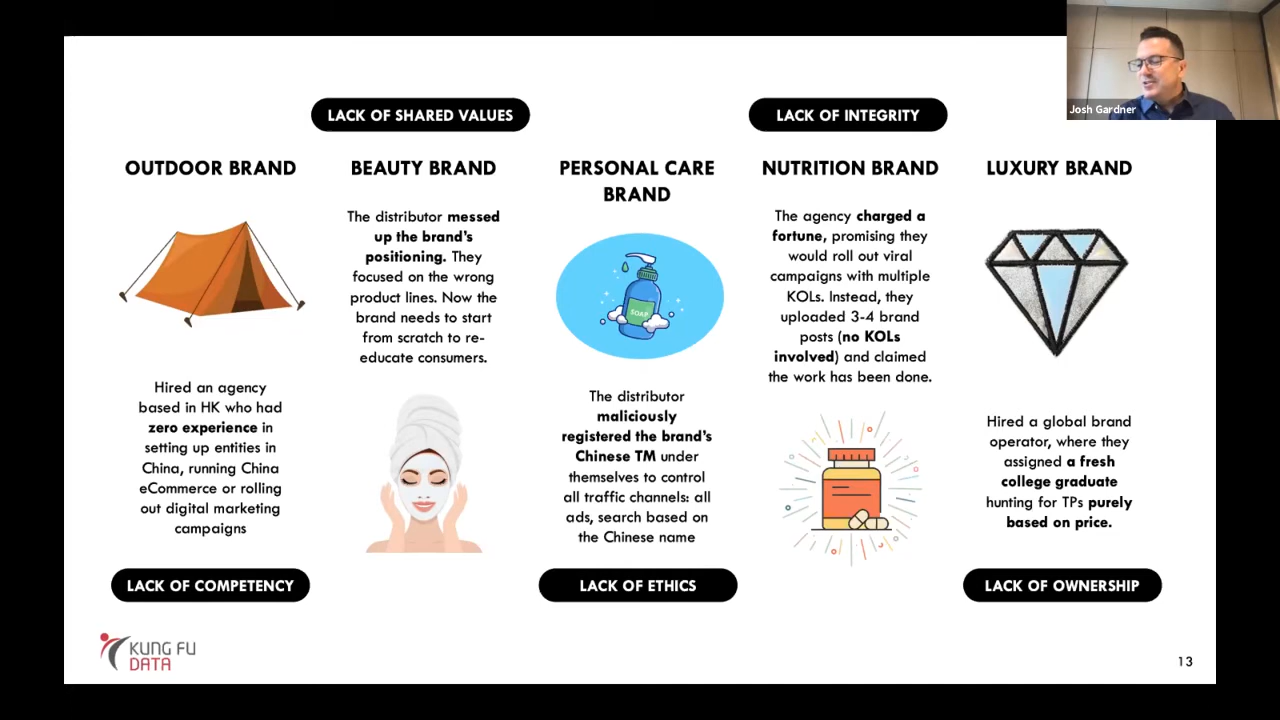 Josh Gardner
LACK OF SHARED VALUES
LACK OF INTEGRITY
OUTDOOR BRAND
Hired an agency
based in HK who had
zero experience in
setting up entities in
China, running China
eCommerce or rolling
out digital marketing
campaigns
LACK OF COMPETENCY
BEAUTY BRAND
The distributor messed
up the brand's
positioning. They
focused on the wrong
product lines. Now the
brand needs to start
from scratch to re-
educate consumers.
PERSONAL CARE
BRAND
SOAP
The distributor
maliciously
registered the brand's
Chinese TM under
themselves to control
all traffic channels: all
ads, search based on
the Chinese name
LACK OF ETHICS
NUTRITION BRAND
The agency charged a
fortune, promising they
would roll out viral
campaigns with multiple
KOLs. Instead, they
uploaded 3-4 brand
posts (no KOLs
involved) and claimed
the work has been done.
LUXURY BRAND
Hired a global brand
operator, where they
assigned a fresh
college graduate
hunting for TPs purely
based on price.
LACK OF OWNERSHIP
KUNG FU
DATA
13